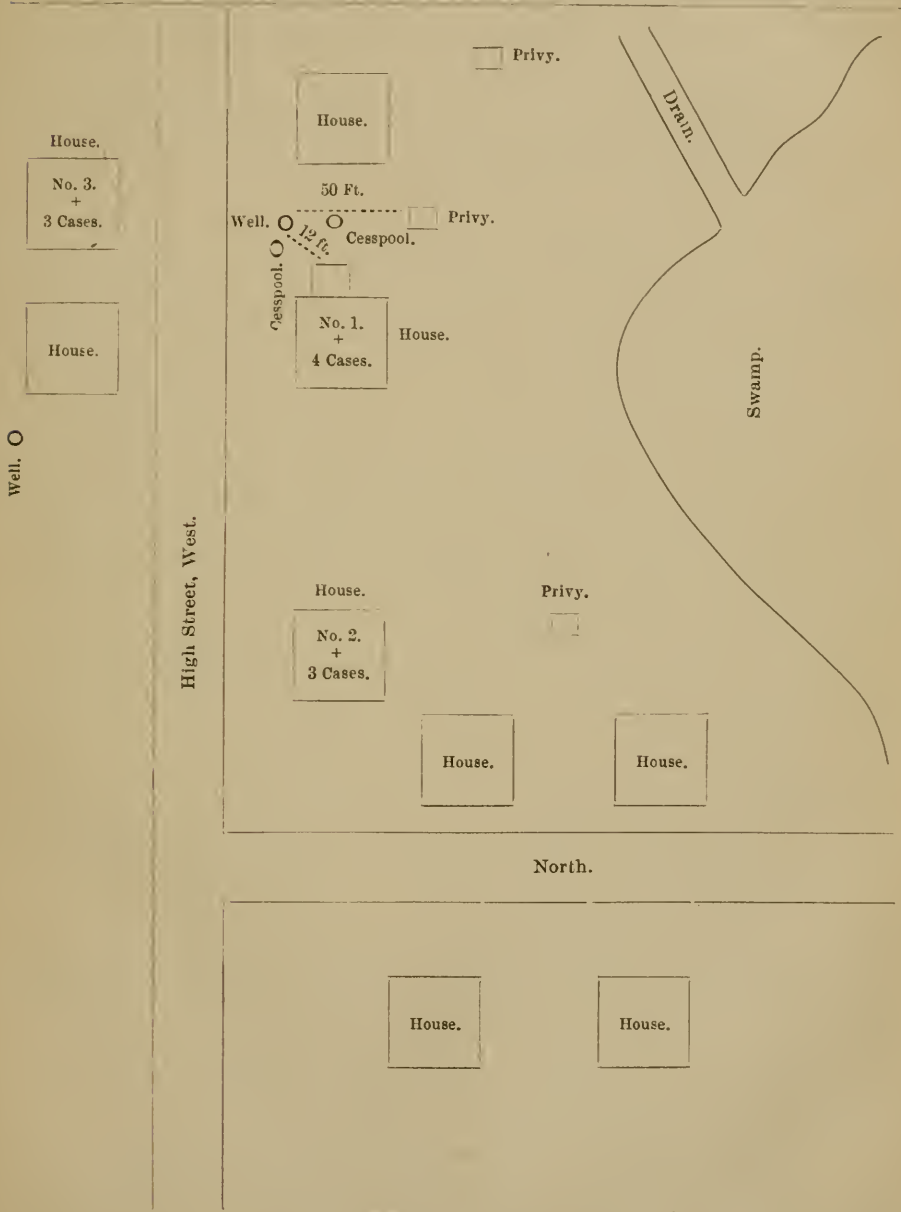 Privy.
House.
Drain.
House.
No. 3.
+
3 Cases.
50 Ft.
Well.
Privy.
Cesspool.
12 ft.
Cesspool.
No. 1.
+
4 Cases.
House.
House.
Swamp.
Well.
High Street, West.
House.
No. 2.
+
3 Cases.
Privy.
House.
House.
North.
House.
House.